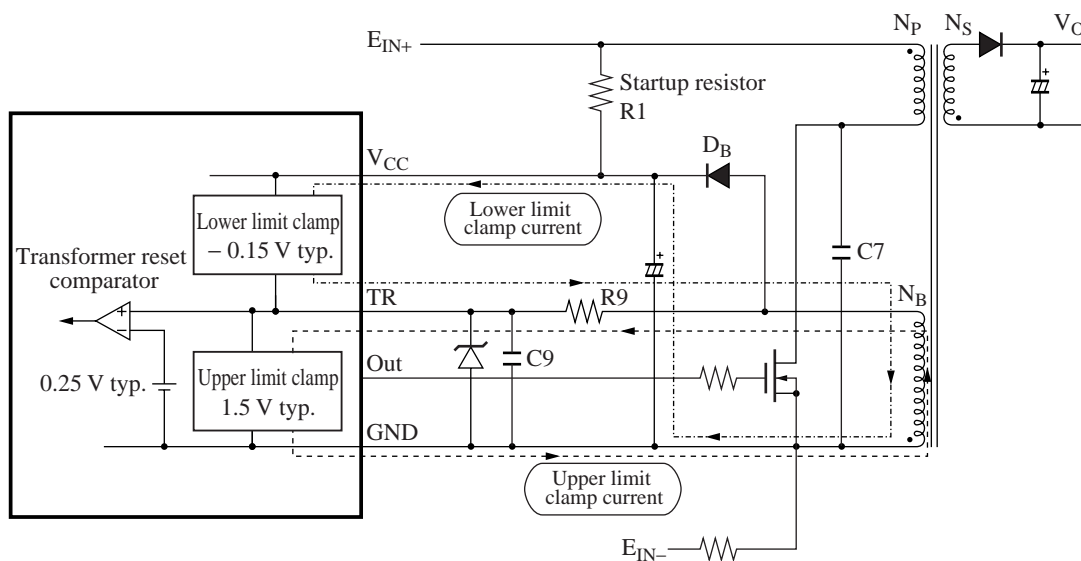 N_P
N_S
V_O
E_IN+
Startup resistor
R1
V_CC
D_B
Lower limit clamp
– 0.15 V typ.
Lower limit
clamp current
Transformer reset
comparator
C7
TR
R9
N_B
+
−
+
+
C9
0.25 V typ.
Upper limit clamp
1.5 V typ.
Out
GND
Upper limit
clamp current
E_IN–